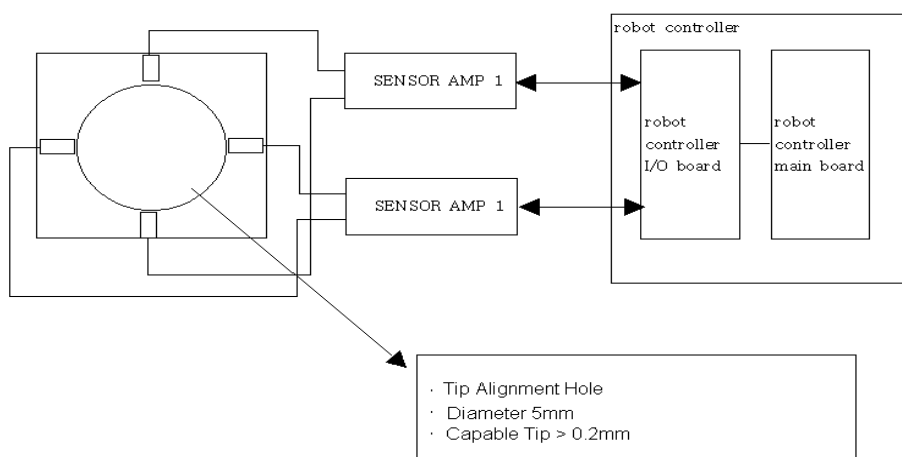 robot controller
SENSOR AMP 1
robot
controller
I/O board
robot
controller
main board
SENSOR AMP 1
· Tip Alignment Hole
· Diameter 5mm
· Capable Tip > 0.2mm